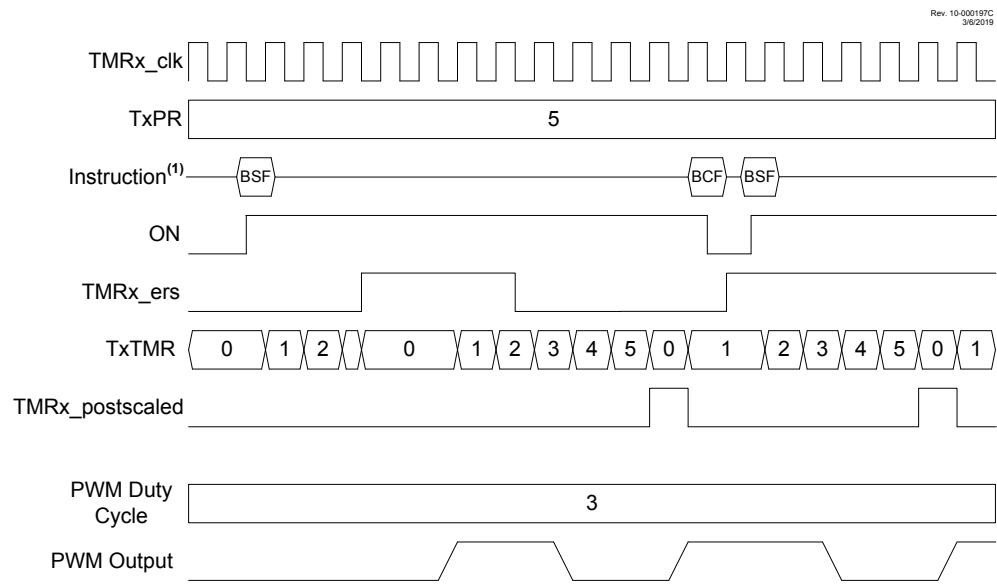 Rev. 10-000197C
3/6/2019
TMRx_clk
TxPR 5
Instruction(1) BSF BCF BSF
ON
TMRx_ers
TxTMR 0 1 2 0 1 2 3 4 5 0 1 2 3 4 5 0 1
TMRx_postscaled
PWM Duty
Cycle 3
PWM Output